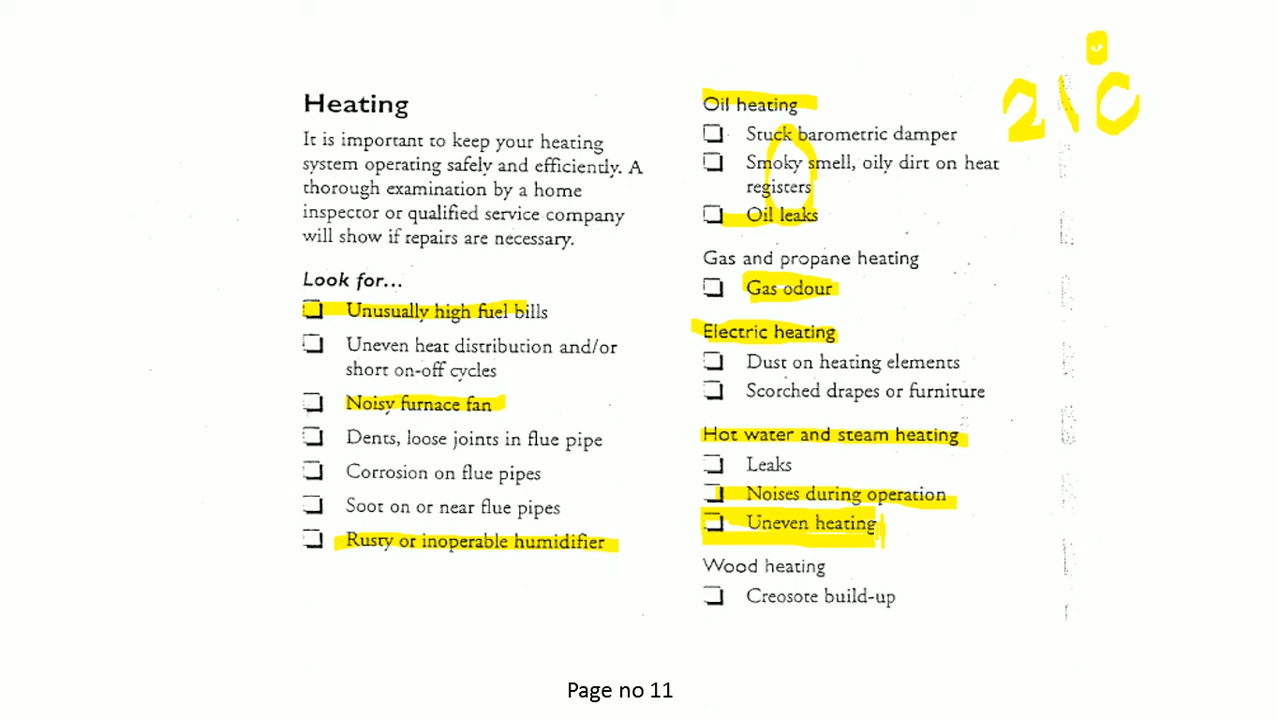 Heating
It is important to keep your heating
system operating safely and efficiently. A
thorough examination by a home
inspector or qualified service company
will show if repairs are necessary.
Look for...
Unusually high fuel bills
Uneven heat distribution and/or
short on-off cycles
Noisy furnace fan
Dents, loose joints in flue pipe
Corrosion on flue pipes
Soot on or near flue pipes
Rusty or inoperable humidifier
Oil heating
Stuck barometric damper
Smoky smell, oily dirt on heat
registers
Oil leaks
Gas and propane heating
Gas odour
Electric heating
Dust on heating elements
Scorched drapes or furniture
Hot water and steam heating
Leaks
Noises during operation
Uneven heating
Wood heating
Creosote build-up
21°C
Page no 11